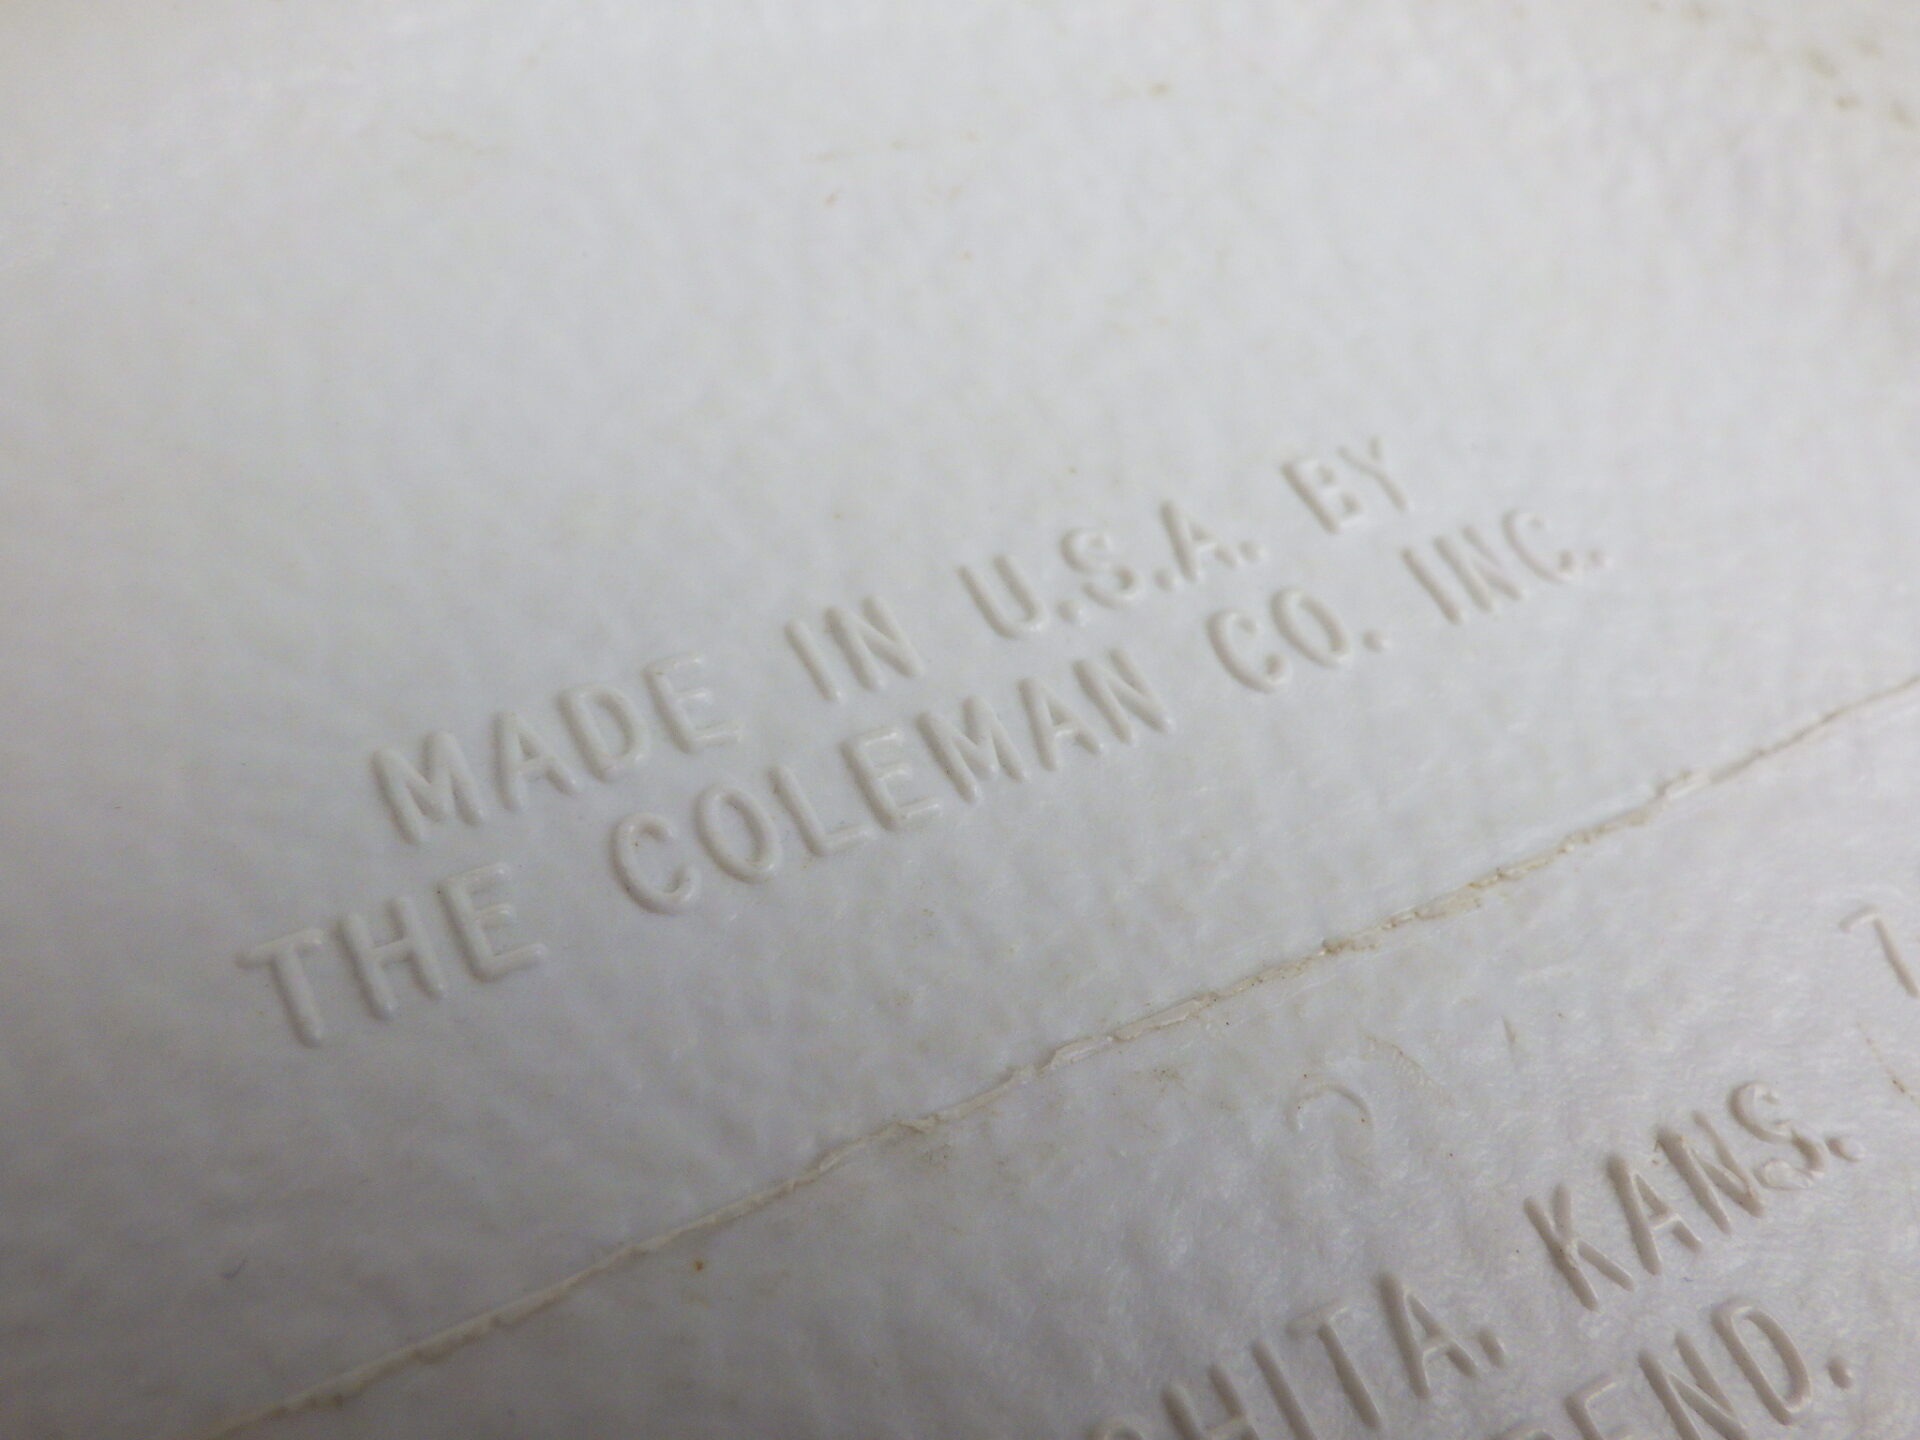 MADE IN U.S.A. BY
THE COLEMAN CO. INC.
KANS.